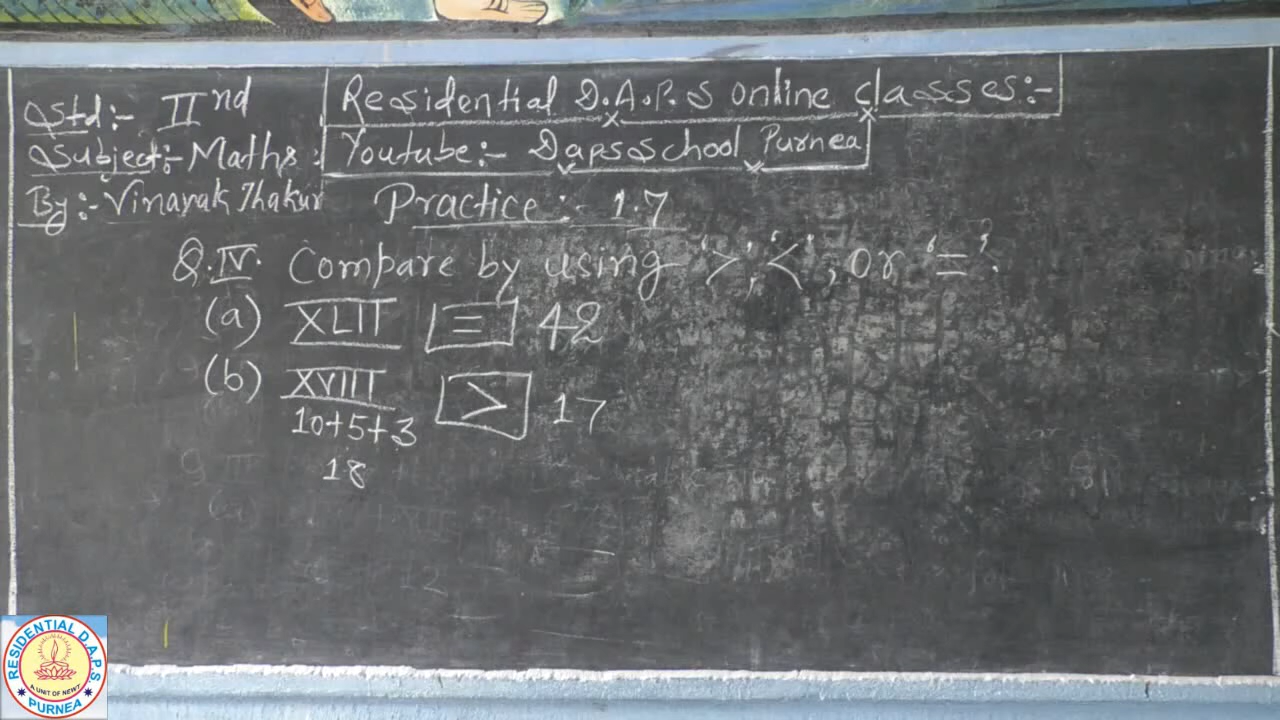 Std:- IInd
Residential D.A.P.S online classes:-
Subject:- Maths:
Youtube:- Dapsschool Purnea
By:- Vinayak Thakur
Practice:- 1.7
Q.IV. Compare by using '>', '<', or '='?
(a) XLII = 42
(b) XVIII > 17
10+5+3
18
RESIDENTIAL D.A.P.S
A UNIT OF NEWZ
PURNEA